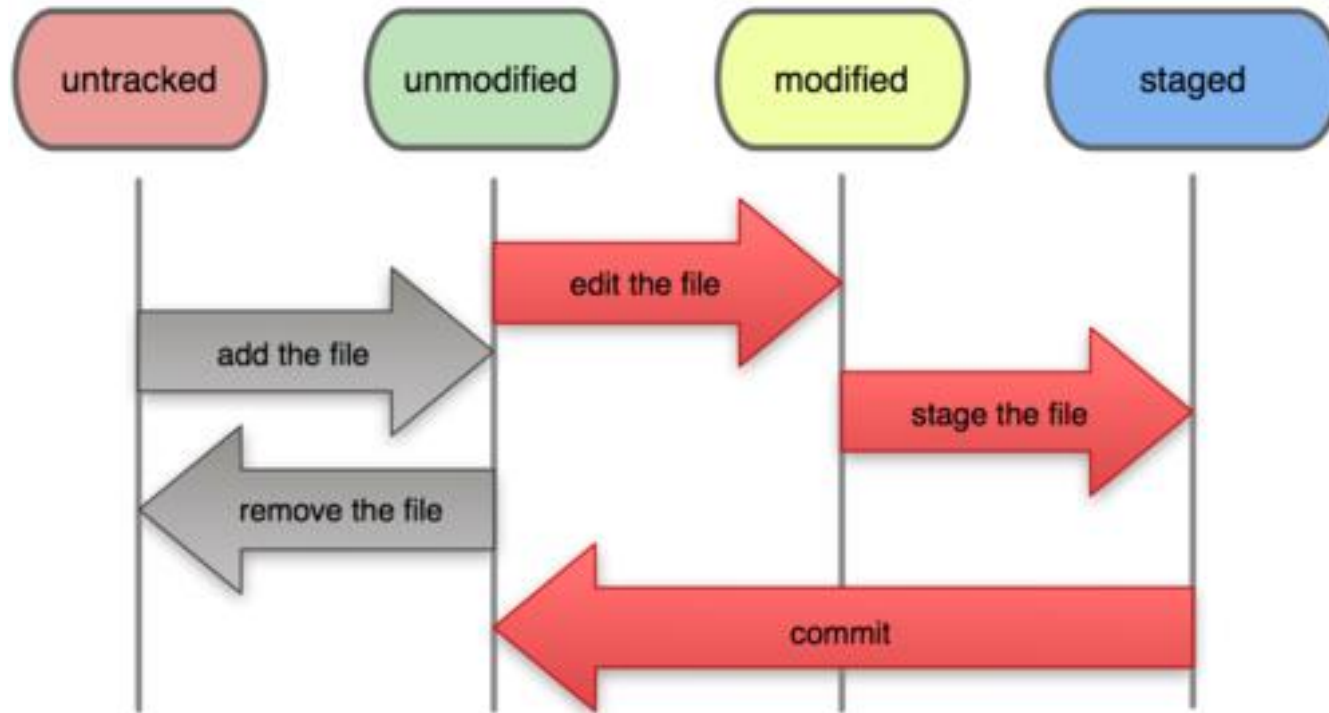 untracked
unmodified
modified
staged
edit the file
add the file
stage the file
remove the file
commit